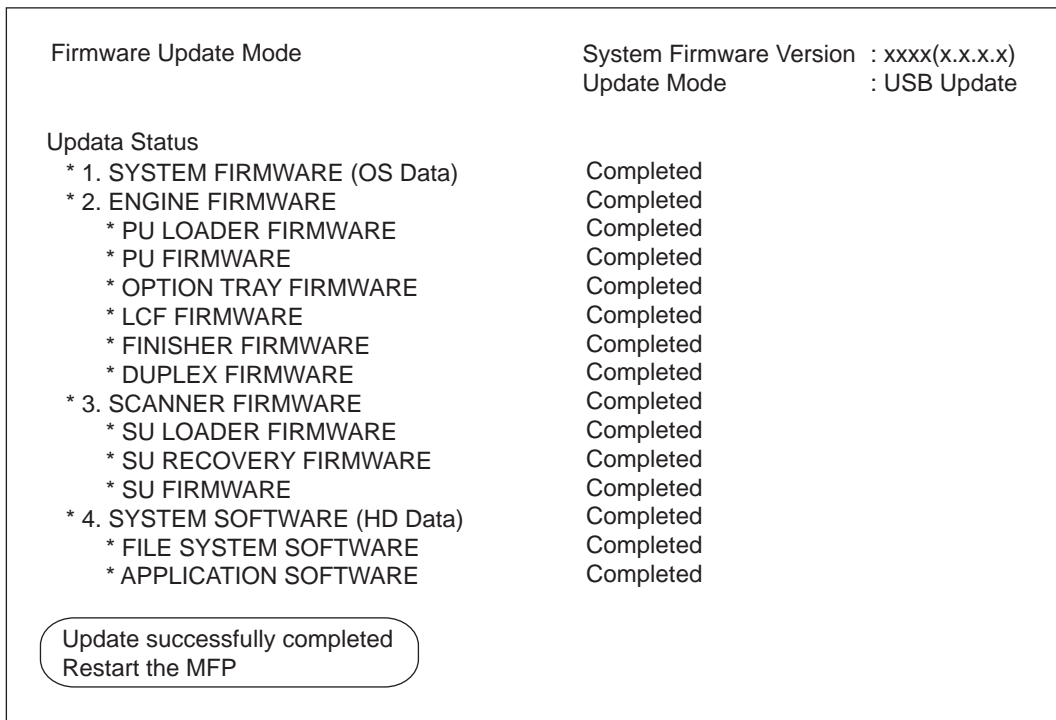 Firmware Update Mode System Firmware Version : xxxx(x.x.x.x)
Update Mode : USB Update
Updata Status
* 1. SYSTEM FIRMWARE (OS Data) Completed
* 2. ENGINE FIRMWARE Completed
* PU LOADER FIRMWARE Completed
* PU FIRMWARE Completed
* OPTION TRAY FIRMWARE Completed
* LCF FIRMWARE Completed
* FINISHER FIRMWARE Completed
* DUPLEX FIRMWARE Completed
* 3. SCANNER FIRMWARE Completed
* SU LOADER FIRMWARE Completed
* SU RECOVERY FIRMWARE Completed
* SU FIRMWARE Completed
* 4. SYSTEM SOFTWARE (HD Data) Completed
* FILE SYSTEM SOFTWARE Completed
* APPLICATION SOFTWARE Completed
Update successfully completed
Restart the MFP